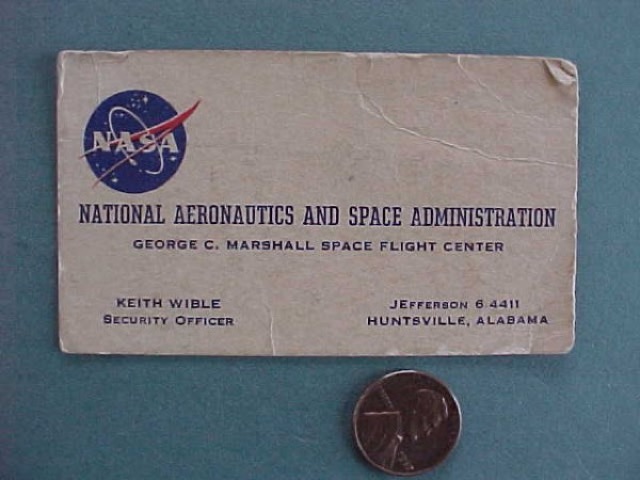 NASA
NATIONAL AERONAUTICS AND SPACE ADMINISTRATION
GEORGE C. MARSHALL SPACE FLIGHT CENTER
KEITH WIBLE
SECURITY OFFICER
JEFFERSON 6 4411
HUNTSVILLE, ALABAMA